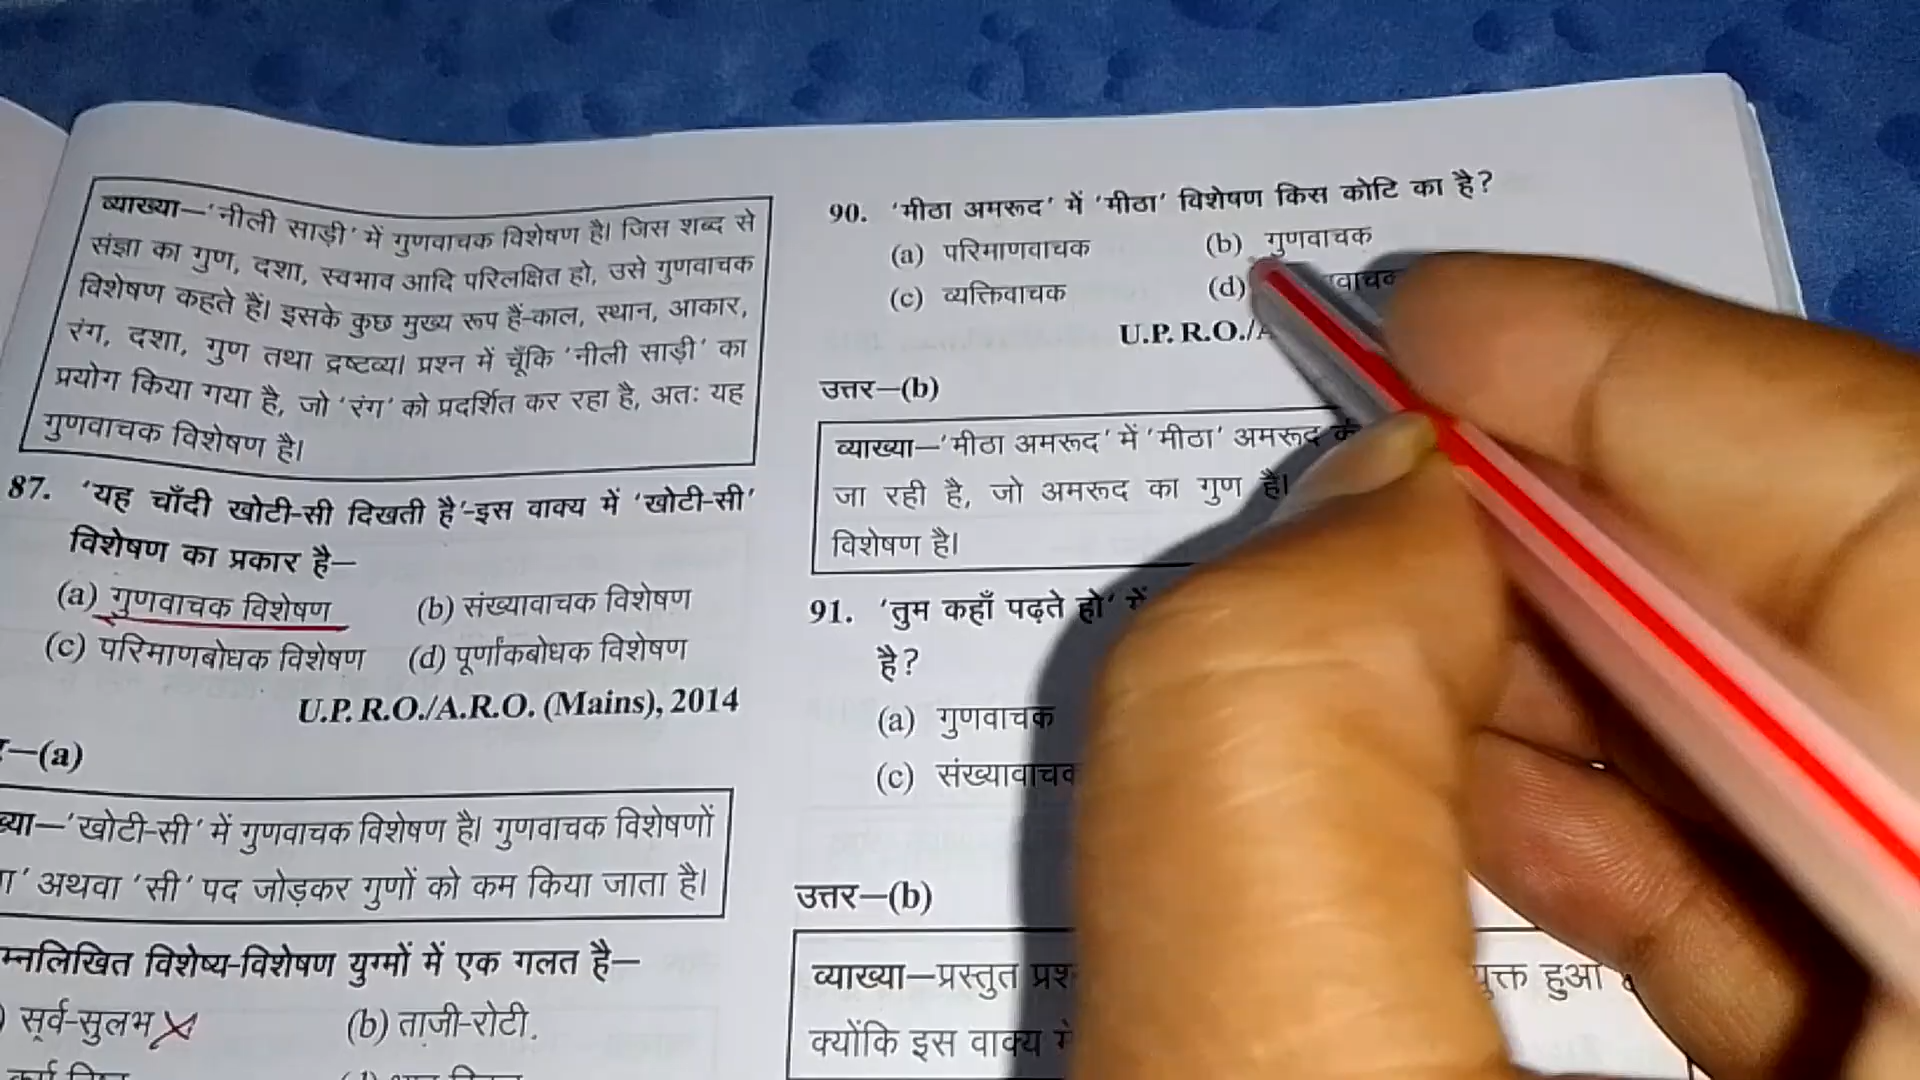 व्याख्या—'नीली साड़ी' में गुणवाचक विशेषण है। जिस शब्द से
संज्ञा का गुण, दशा, स्वभाव आदि परिलक्षित हो, उसे गुणवाचक
विशेषण कहते हैं। इसके कुछ मुख्य रूप हैं-काल, स्थान, आकार,
रंग, दशा, गुण तथा द्रष्टव्य। प्रश्न में चूँकि 'नीली साड़ी' का
प्रयोग किया गया है, जो 'रंग' को प्रदर्शित कर रहा है, अतः यह
गुणवाचक विशेषण है।
87. 'यह चाँदी खोटी-सी दिखती है'-इस वाक्य में 'खोटी-सी'
विशेषण का प्रकार है—
(a) गुणवाचक विशेषण (b) संख्यावाचक विशेषण
(c) परिमाणबोधक विशेषण (d) पूर्णांकबोधक विशेषण
U.P. R.O./A.R.O. (Mains), 2014
—(a)
—'खोटी-सी' में गुणवाचक विशेषण है। गुणवाचक विशेषणों
' अथवा 'सी' पद जोड़कर गुणों को कम किया जाता है।
विशेष्य-विशेषण युग्मों में एक गलत है—
सर्व-सुलभ (b) ताजी-रोटी
90. 'मीठा अमरूद' में 'मीठा' विशेषण किस कोटि का है?
(a) परिमाणवाचक (b) गुणवाचक
(c) व्यक्तिवाचक (d)
U.P. R.O./A
उत्तर—(b)
व्याख्या—'मीठा अमरूद' में 'मीठा' अमरूद
जा रही है, जो अमरूद का गुण है।
विशेषण है।
91. 'तुम कहाँ पढ़ते हो' में
है?
(a) गुणवाचक
(c) संख्यावाचक
उत्तर—(b)
व्याख्या—प्रस्तुत हुआ
क्योंकि इस वाक्य में